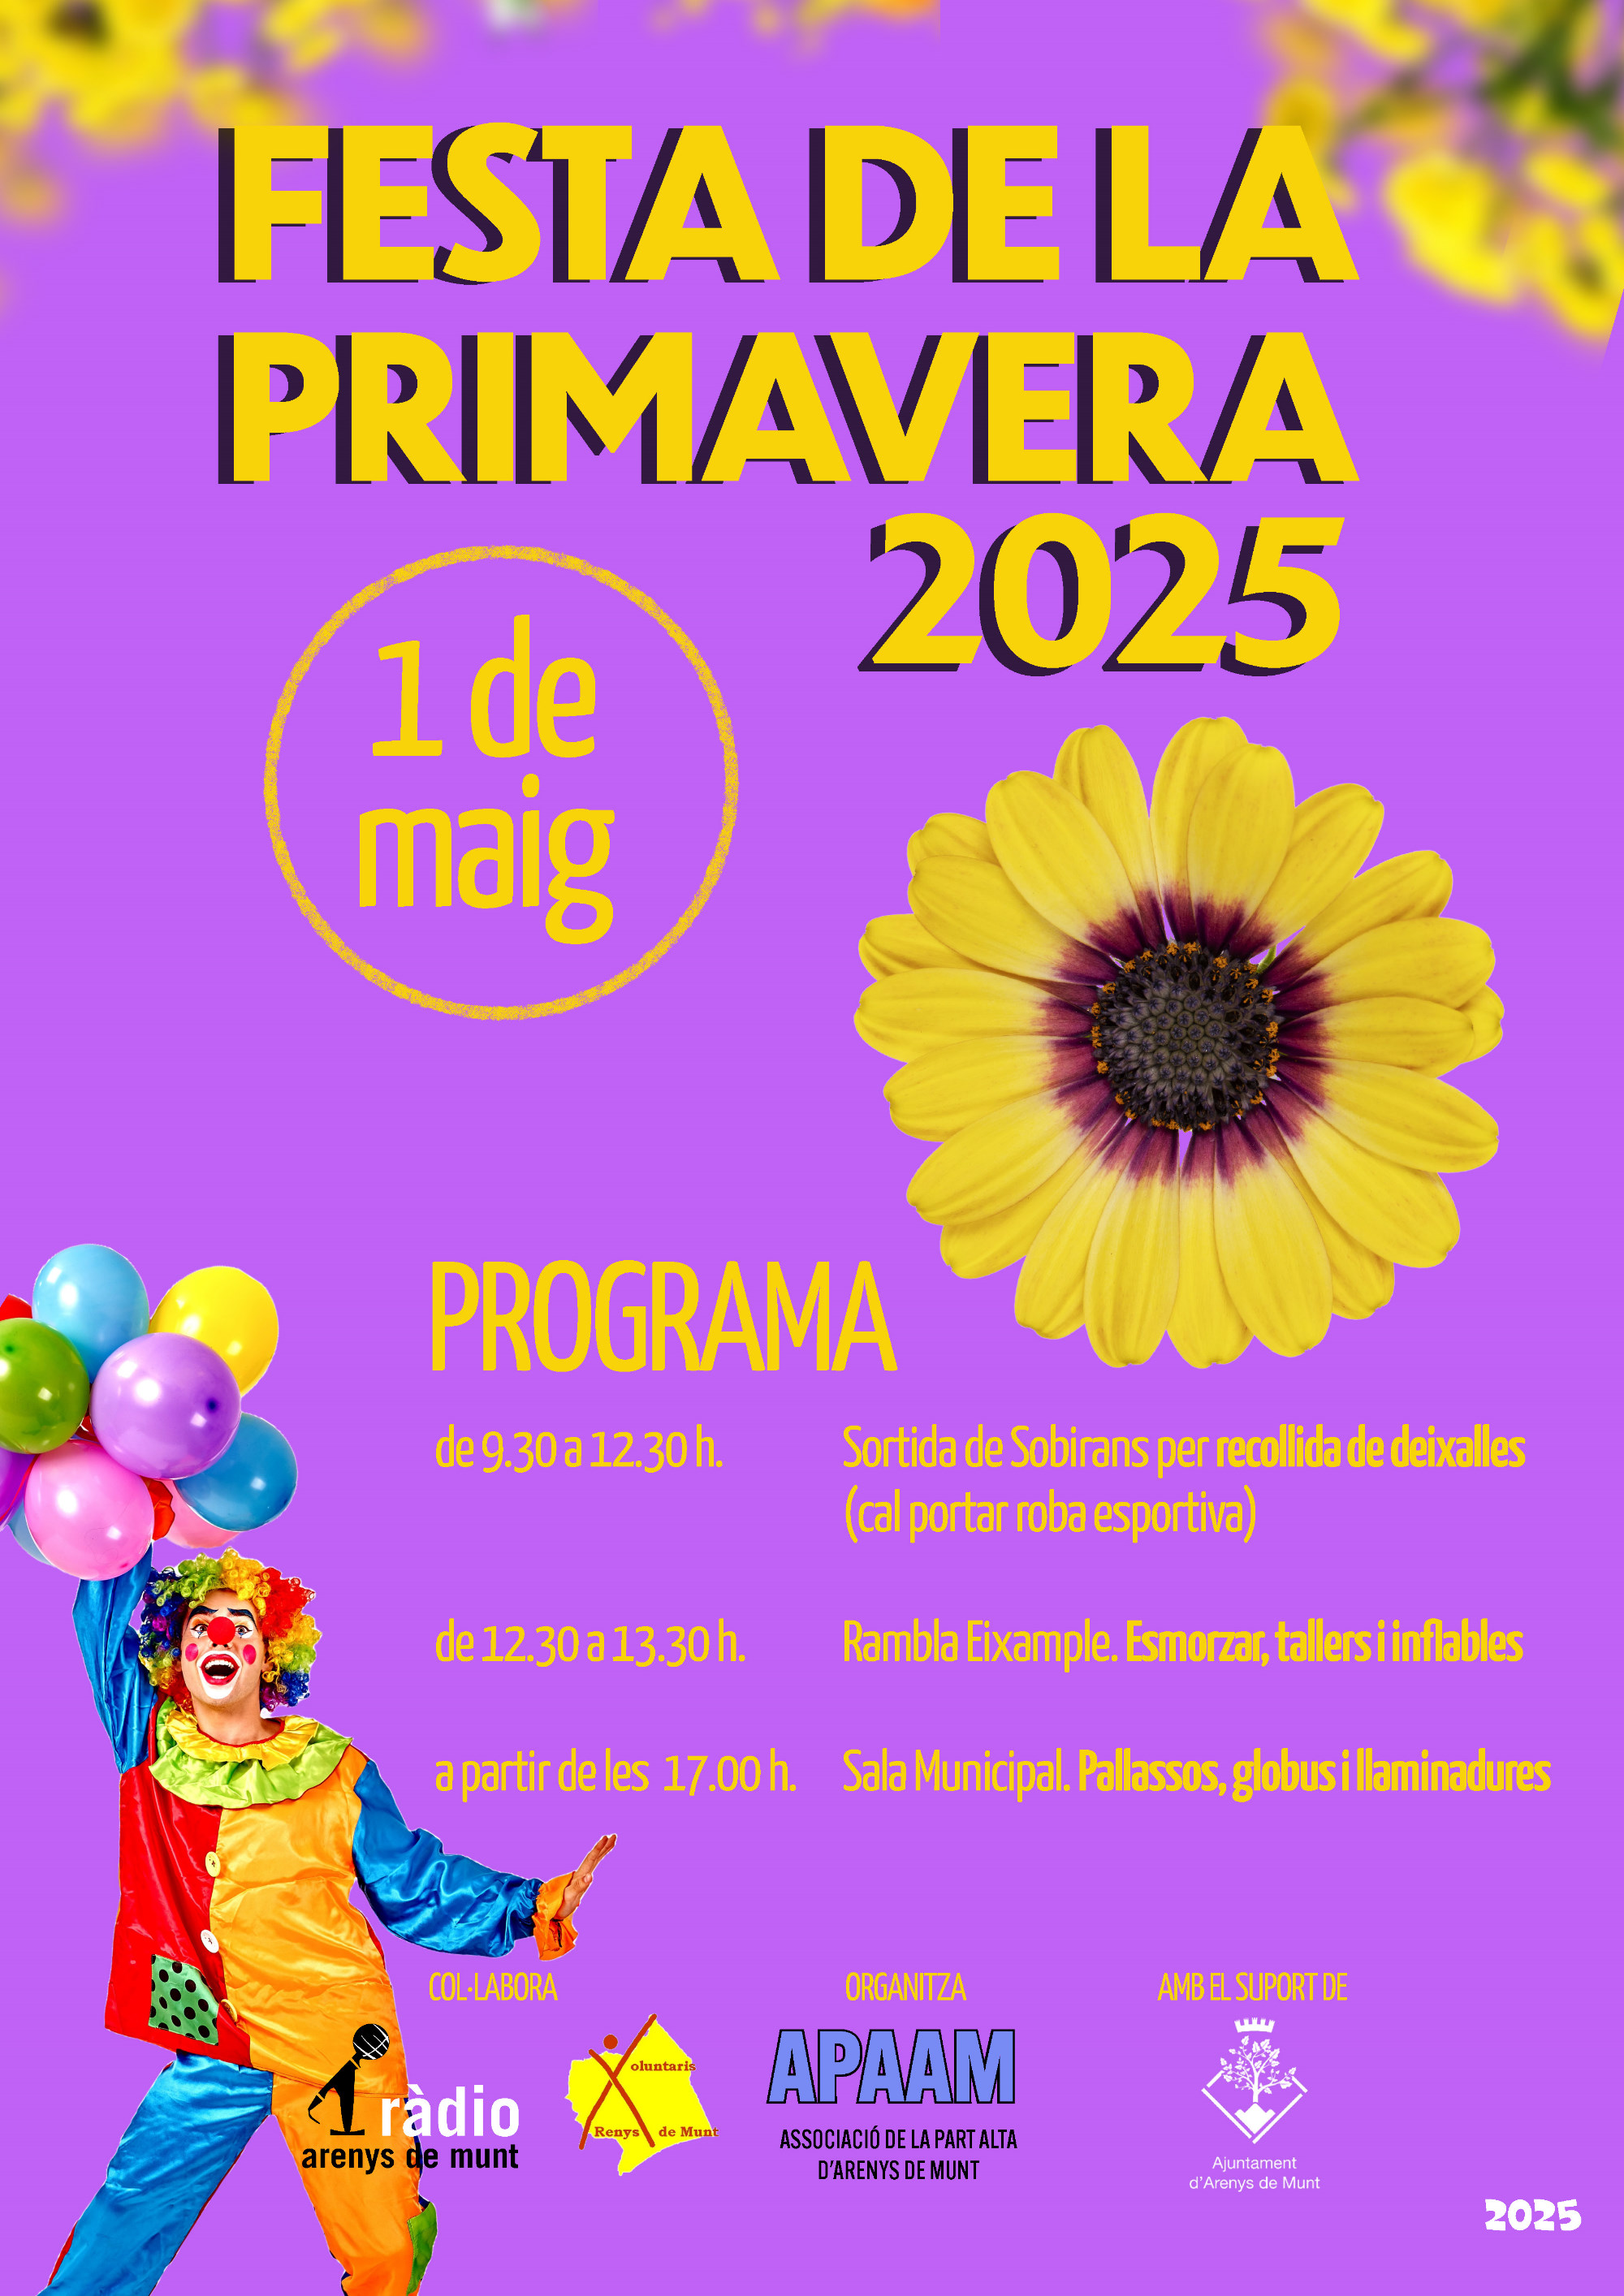 FESTA DE LA
PRIMAVERA
2025
1 de
maig
PROGRAMA
de 9.30 a 12.30 h. Sortida de Sobirans per recollida de deixalles
(cal portar roba esportiva)
de 12.30 a 13.30 h. Rambla Eixample. Esmorzar, tallers i inflables
a partir de les 17.00 h. Sala Municipal. Pallassos, globus i llaminadures
COL·LABORA
ràdio
arenys de munt
Voluntaris
Renys de Munt
ORGANITZA
APAAM
ASSOCIACIÓ DE LA PART ALTA
D'ARENYS DE MUNT
AMB EL SUPORT DE
Ajuntament
d'Arenys de Munt
2025